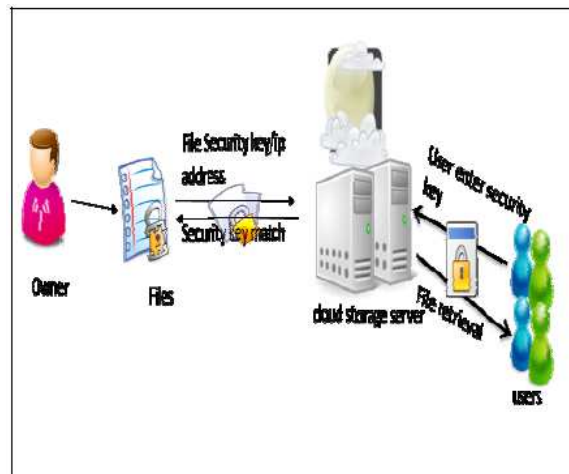 File Security key/ip
address
Security key match
Owner
Files
cloud storage server
User enter security
key
File retrieval
users